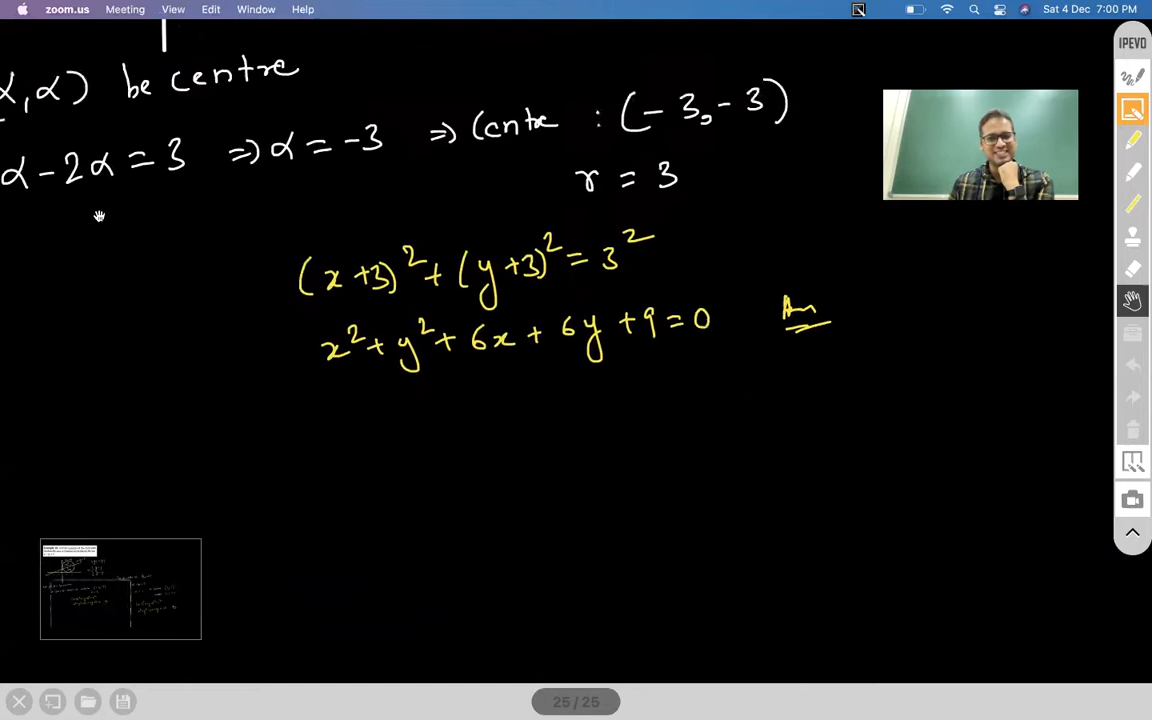 zoom.us Meeting View Edit Window Help Sat 4 Dec 7:00 PM
IPEVO
α, α) be centre
α - 2α = 3 ⇒ α = -3 ⇒ Centre : (-3, -3)
r = 3
(x+3)² + (y+3)² = 3²
x² + y² + 6x + 6y + 9 = 0 Ans
25 / 25